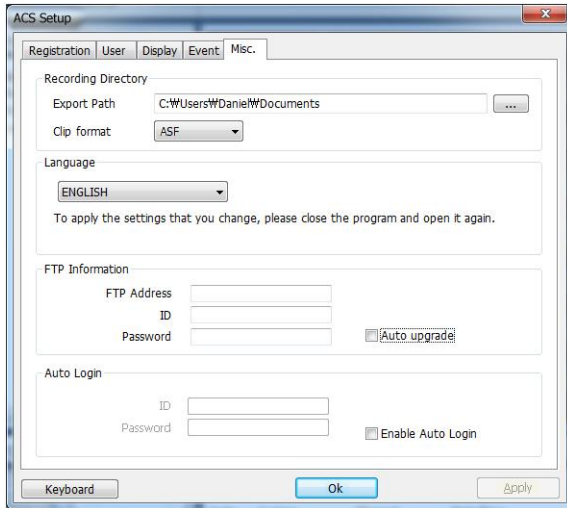 ACS Setup
Registration User Display Event Misc.
Recording Directory
Export Path C:₩Users₩Daniel₩Documents ...
Clip format ASF
Language
ENGLISH
To apply the settings that you change, please close the program and open it again.
FTP Information
FTP Address
ID
Password Auto upgrade
Auto Login
ID
Password Enable Auto Login
Keyboard Ok Apply